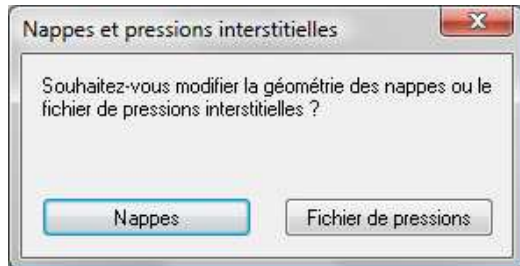 Nappes et pressions interstitielles
Souhaitez-vous modifier la géométrie des nappes ou le
fichier de pressions interstitielles ?
Nappes
Fichier de pressions